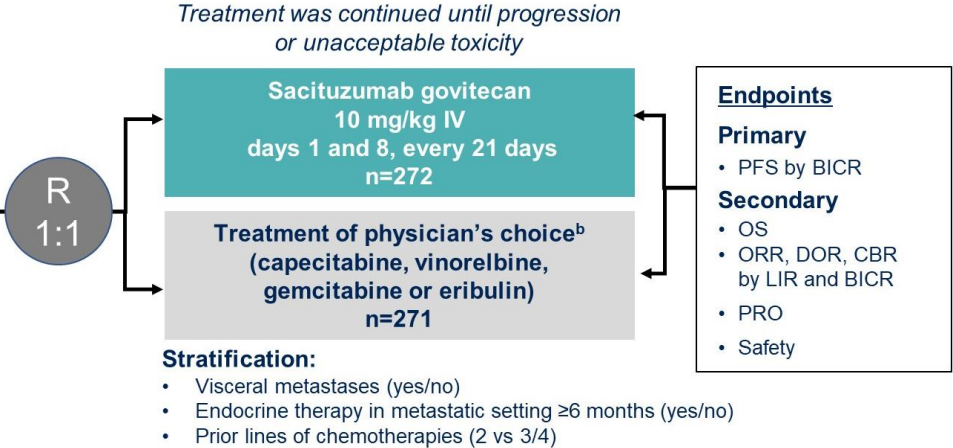 Treatment was continued until progression
or unacceptable toxicity
R
1:1
Sacituzumab govitecan
10 mg/kg IV
days 1 and 8, every 21 days
n=272
Treatment of physician’s choiceᵇ
(capecitabine, vinorelbine,
gemcitabine or eribulin)
n=271
Endpoints
Primary
• PFS by BICR
Secondary
• OS
• ORR, DOR, CBR
by LIR and BICR
• PRO
• Safety
Stratification:
• Visceral metastases (yes/no)
• Endocrine therapy in metastatic setting ≥6 months (yes/no)
• Prior lines of chemotherapies (2 vs 3/4)